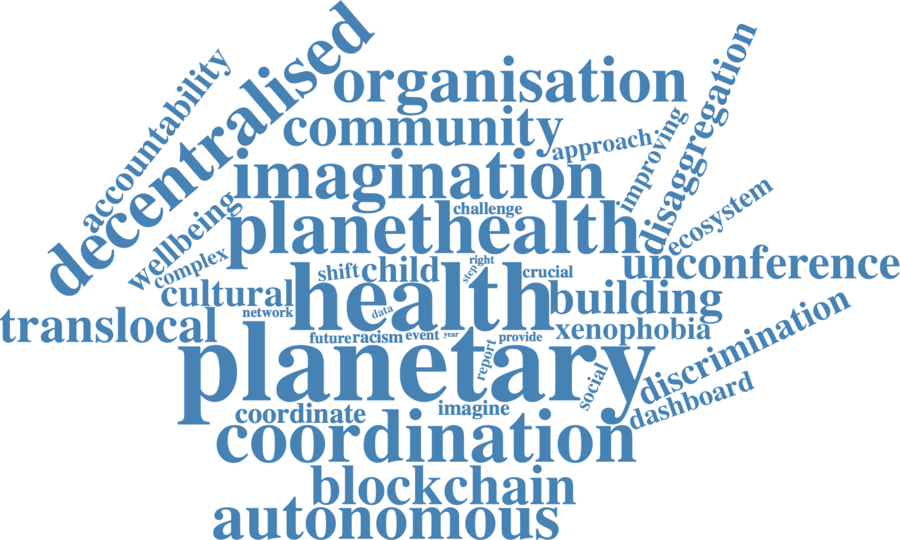 decentralised
accountability
organisation
community
approach
improving
disaggregation
imagination
wellbeing
complex
challenge
planethealth
ecosystem
shift
child
step
right
crucial
unconference
cultural
health
building
network
data
translocal
future
racism
event
year
provide
xenophobia
planetary
report
social
discrimination
dashboard
coordinate
imagine
coordination
blockchain
autonomous